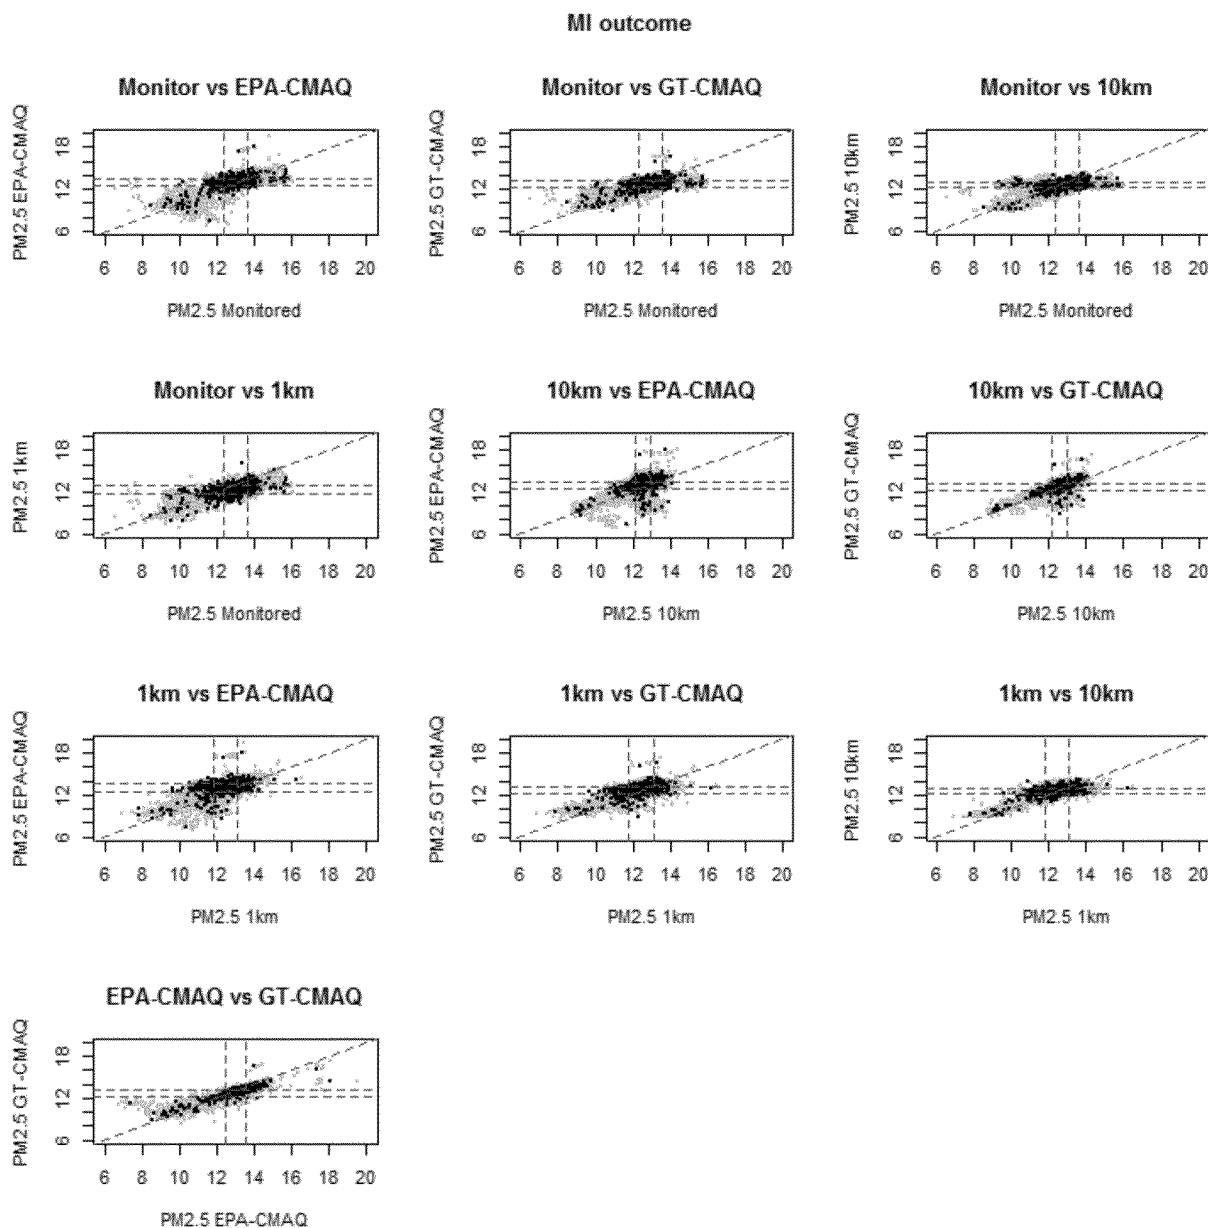 MI outcome
Monitor vs EPA-CMAQ
PM2.5 EPA-CMAQ
18
12
6
6 8 10 12 14 16 18 20
PM2.5 Monitored
Monitor vs GT-CMAQ
PM2.5 GT-CMAQ
18
12
6
6 8 10 12 14 16 18 20
PM2.5 Monitored
Monitor vs 10km
PM2.5 10km
18
12
6
6 8 10 12 14 16 18 20
PM2.5 Monitored
Monitor vs 1km
PM2.5 1km
18
12
6
6 8 10 12 14 16 18 20
PM2.5 Monitored
10km vs EPA-CMAQ
PM2.5 EPA-CMAQ
18
12
6
6 8 10 12 14 16 18 20
PM2.5 10km
10km vs GT-CMAQ
PM2.5 GT-CMAQ
18
12
6
6 8 10 12 14 16 18 20
PM2.5 10km
1km vs EPA-CMAQ
PM2.5 EPA-CMAQ
18
12
6
6 8 10 12 14 16 18 20
PM2.5 1km
1km vs GT-CMAQ
PM2.5 GT-CMAQ
18
12
6
6 8 10 12 14 16 18 20
PM2.5 1km
1km vs 10km
PM2.5 10km
18
12
6
6 8 10 12 14 16 18 20
PM2.5 1km
EPA-CMAQ vs GT-CMAQ
PM2.5 GT-CMAQ
18
12
6
6 8 10 12 14 16 18 20
PM2.5 EPA-CMAQ